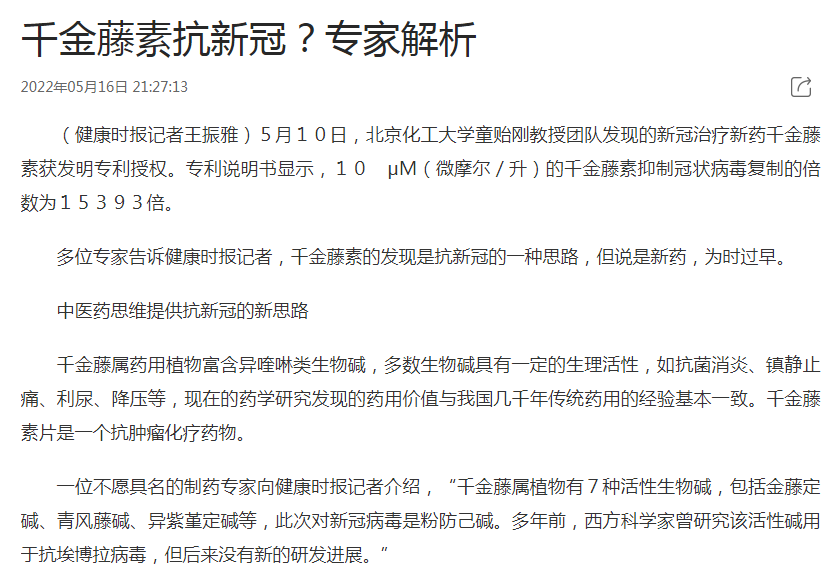 千金藤素抗新冠？专家解析
2022年05月16日 21:27:13
（健康时报记者王振雅）５月１０日，北京化工大学童贻刚教授团队发现的新冠治疗新药千金藤
素获发明专利授权。专利说明书显示，１０　μM（微摩尔／升）的千金藤素抑制冠状病毒复制的倍
数为１５３９３倍。
多位专家告诉健康时报记者，千金藤素的发现是抗新冠的一种思路，但说是新药，为时过早。
中医药思维提供抗新冠的新思路
千金藤属药用植物富含异喹啉类生物碱，多数生物碱具有一定的生理活性，如抗菌消炎、镇静止
痛、利尿、降压等，现在的药学研究发现的药用价值与我国几千年传统药用的经验基本一致。千金藤
素片是一个抗肿瘤化疗药物。
一位不愿具名的制药专家向健康时报记者介绍，“千金藤属植物有７种活性生物碱，包括金藤定
碱、青风藤碱、异紫堇定碱等，此次对新冠病毒是粉防己碱。多年前，西方科学家曾研究该活性碱用
于抗埃博拉病毒，但后来没有新的研发进展。”